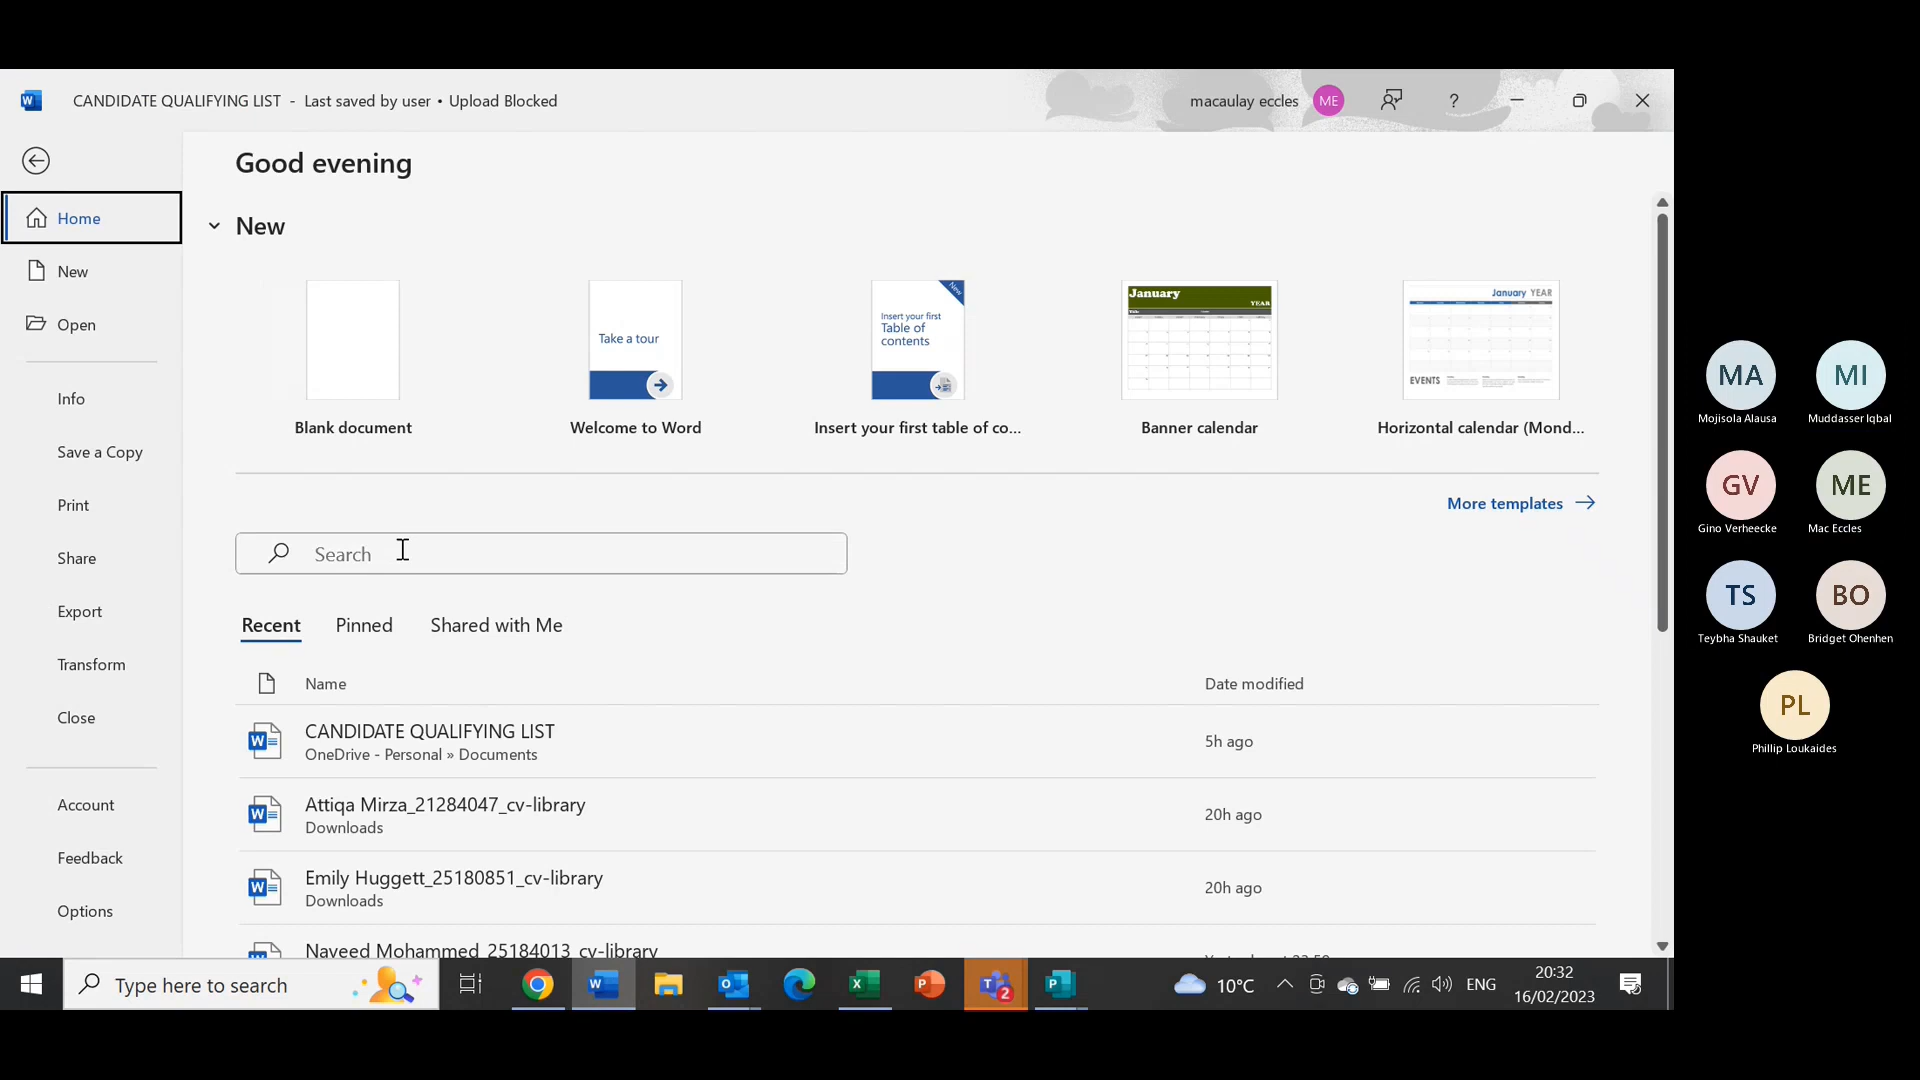 CANDIDATE QUALIFYING LIST - Last saved by user • Upload Blocked
macaulay eccles ME ?
Good evening
Home
New
Open
Info
Save a Copy
Print
Share
Export
Transform
Close
Account
Feedback
Options
New
Take a tour
New
Insert your first
Table of
contents
January YEAR
January YEAR
EVENTS
Blank document
Welcome to Word
Insert your first table of co...
Banner calendar
Horizontal calendar (Mond...
More templates
Search
Recent Pinned Shared with Me
Name Date modified
CANDIDATE QUALIFYING LIST
OneDrive - Personal » Documents
5h ago
Attiqa Mirza_21284047_cv-library
Downloads
20h ago
Emily Huggett_25180851_cv-library
Downloads
20h ago
Naveed Mohammed_25184013_cv-library
Type here to search
2
10°C
ENG
20:32
16/02/2023
MA
Mojisola Alausa
MI
Muddasser Iqbal
GV
Gino Verheecke
ME
Mac Eccles
TS
Teybha Shauket
BO
Bridget Ohenhen
PL
Phillip Loukaides